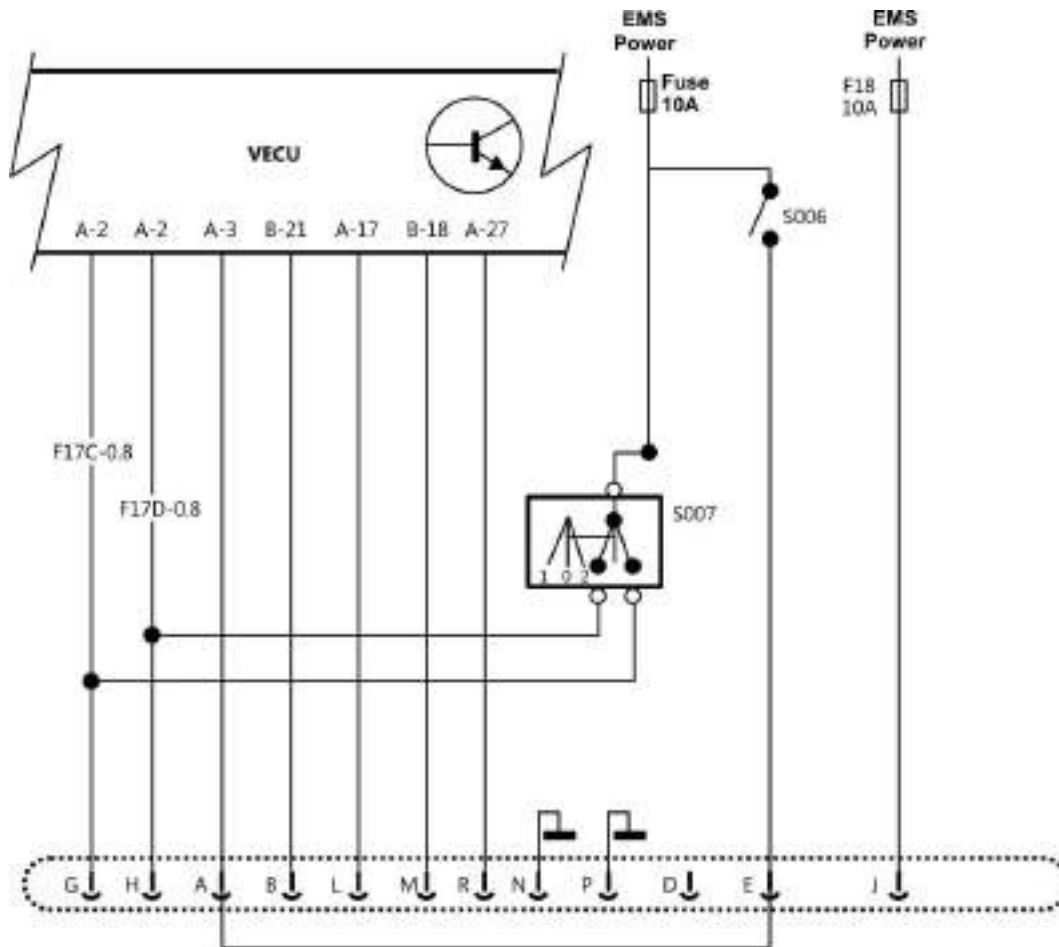 EMS
Power
EMS
Power
Fuse
10A
F18
10A
VECU
S006
A-2 A-2 A-3 B-21 A-17 B-18 A-27
F17C-0.8
F17D-0.8
S007
1 0 2
G H A B L M R N P D E J